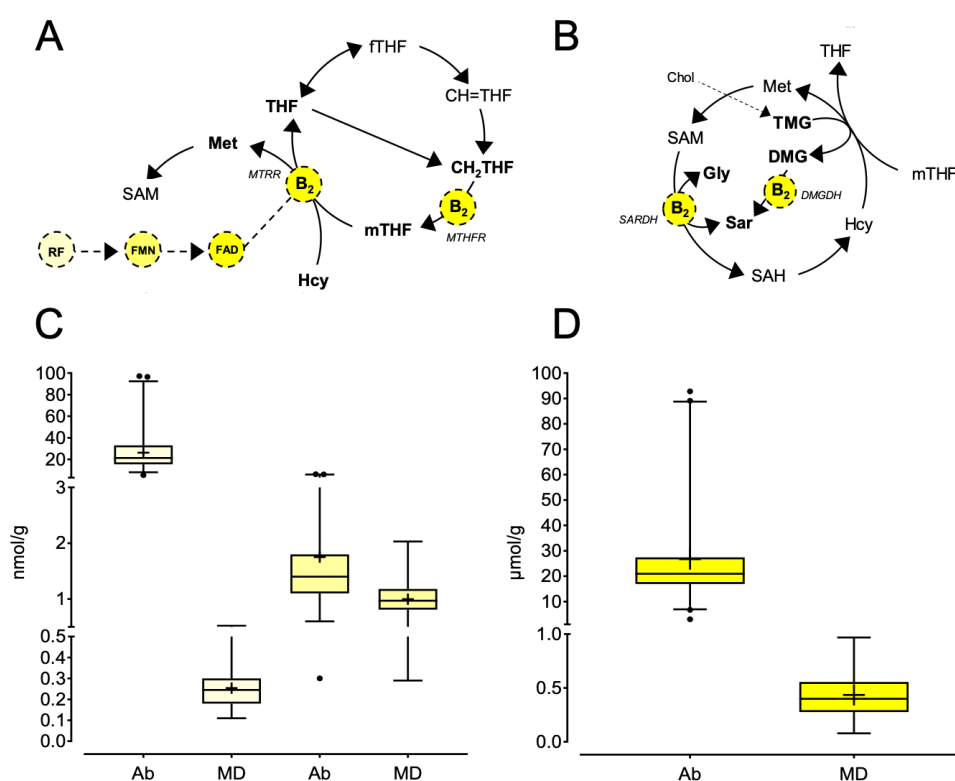 A
fTHF
THF
CH=THF
Met
MTRR
CH₂THF
SAM
B₂
B₂
mTHF
MTHFR
RF
FMN
FAD
Hcy
B
THF
Chol
Met
TMG
SAM
DMG
Gly
mTHF
B₂
DMGDH
B₂
SARDH
Sar
Hcy
SAH
C
nmol/g
100
80
60
40
20
3
2
1
0.5
0.4
0.3
0.2
0.1
0.0
Ab MD Ab MD
D
µmol/g
100
90
80
70
60
50
40
30
20
10
1.0
0.5
0.0
Ab MD